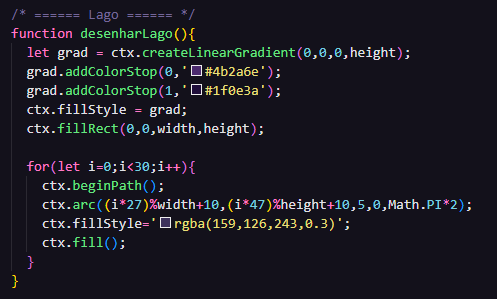 /* ====== Lago ====== */
function desenharLago(){
let grad = ctx.createLinearGradient(0,0,0,height);
grad.addColorStop(0,'#4b2a6e');
grad.addColorStop(1,'#1f0e3a');
ctx.fillStyle = grad;
ctx.fillRect(0,0,width,height);
for(let i=0;i<30;i++){
ctx.beginPath();
ctx.arc((i*27)%width+10,(i*47)%height+10,5,0,Math.PI*2);
ctx.fillStyle='rgba(159,126,243,0.3)';
ctx.fill();
}
}